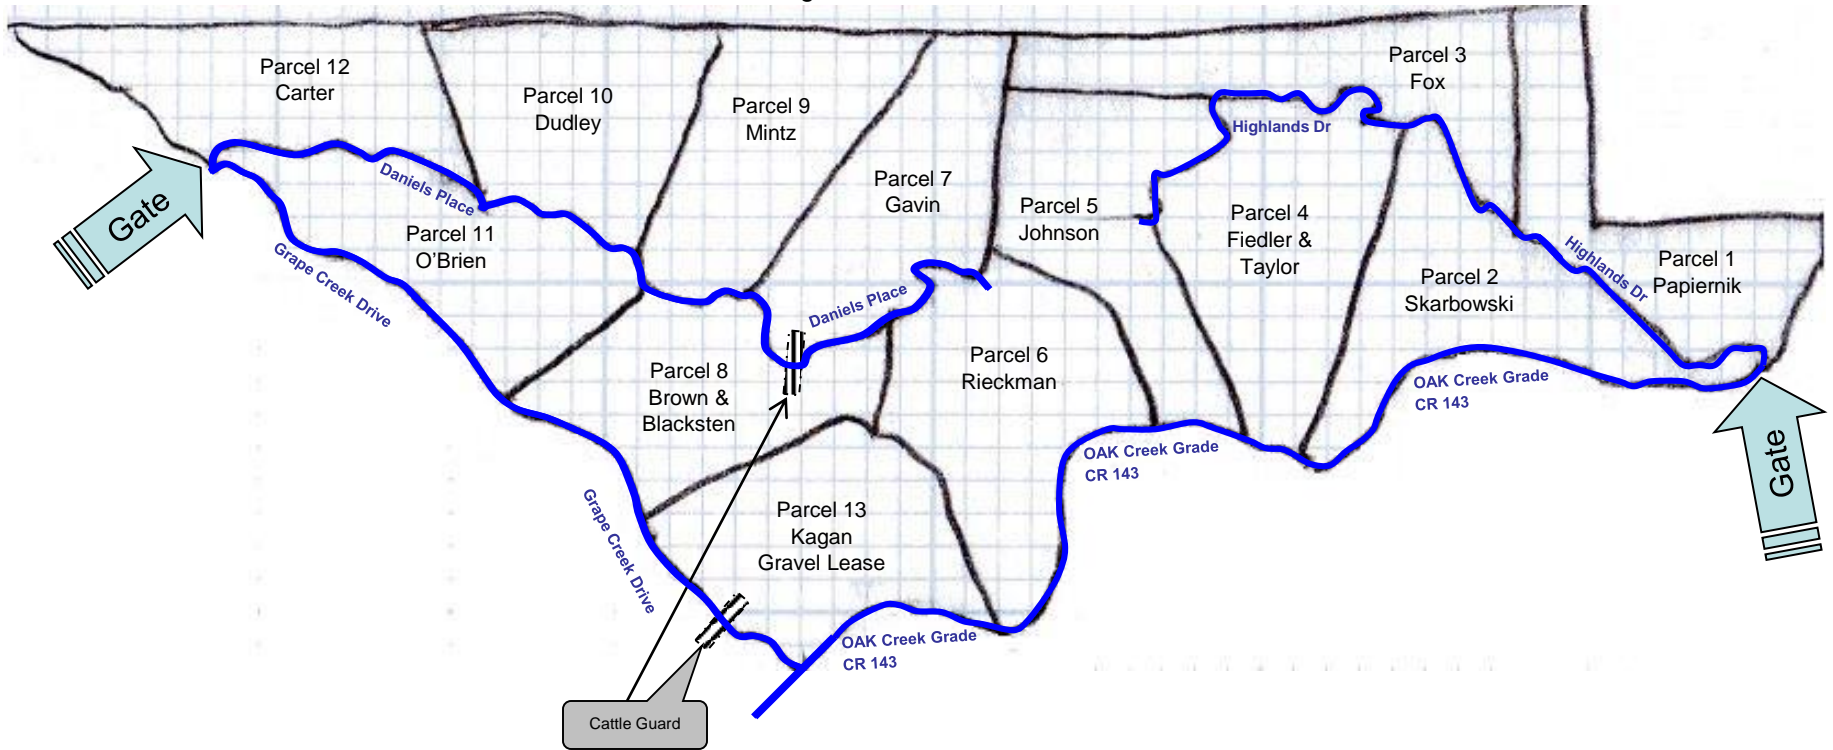 Parcel 12
Carter
Parcel 10
Dudley
Parcel 9
Mintz
Parcel 3
Fox
Highlands Dr
Gate
Daniels Place
Parcel 7
Gavin
Parcel 5
Johnson
Parcel 4
Fiedler &
Taylor
Parcel 11
O'Brien
Grape Creek Drive
Highlands Dr
Parcel 1
Papiernik
Parcel 2
Skarbowski
Daniels Place
Parcel 8
Brown &
Blacksten
Parcel 6
Rieckman
OAK Creek Grade
CR 143
OAK Creek Grade
CR 143
Gate
Grape Creek Drive
Parcel 13
Kagan
Gravel Lease
OAK Creek Grade
CR 143
Cattle Guard